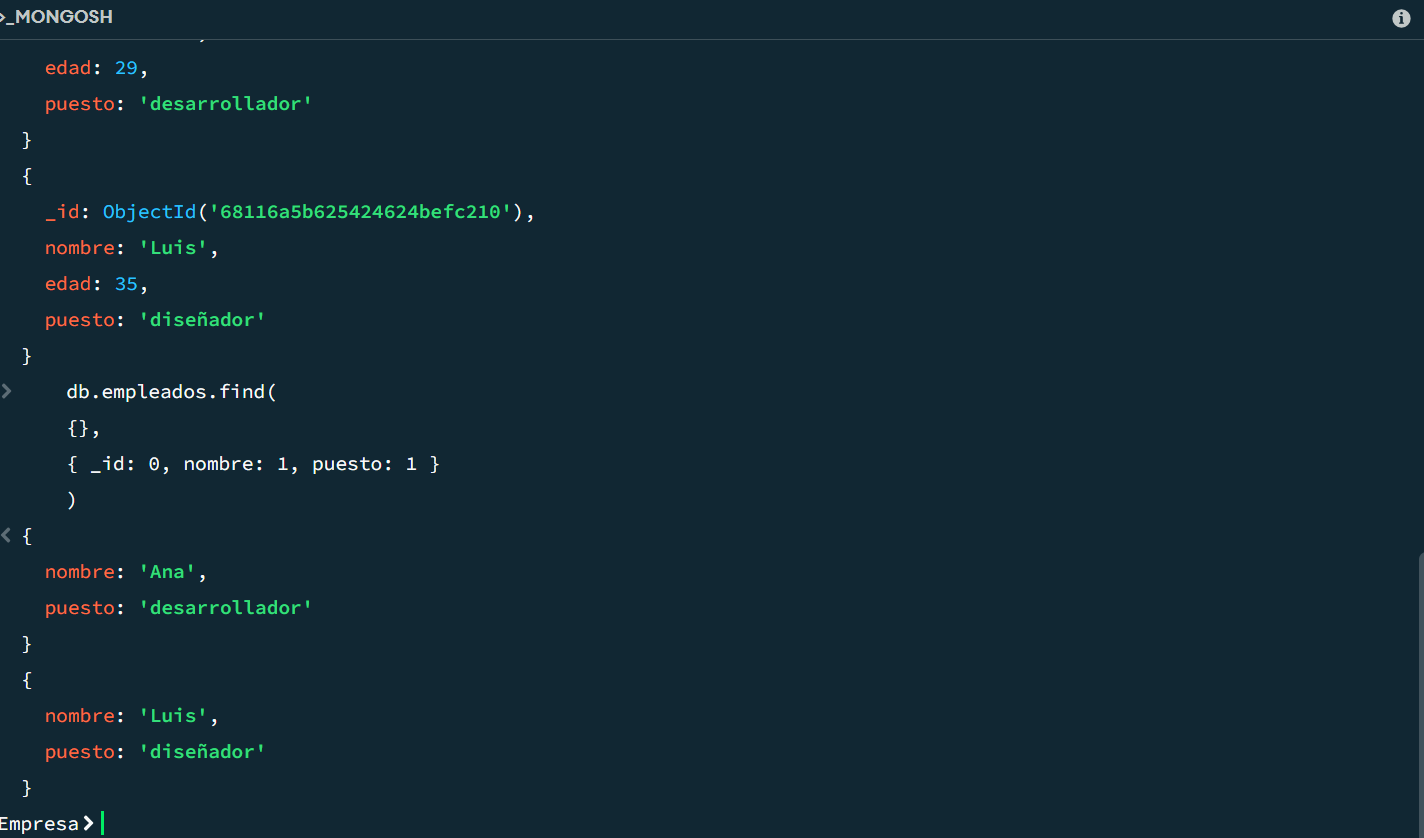 >_MONGOSH
edad: 29,
puesto: 'desarrollador'
}
{
_id: ObjectId('68116a5b625424624befc210'),
nombre: 'Luis',
edad: 35,
puesto: 'diseñador'
}
> db.empleados.find(
{},
{ _id: 0, nombre: 1, puesto: 1 }
)
< {
nombre: 'Ana',
puesto: 'desarrollador'
}
{
nombre: 'Luis',
puesto: 'diseñador'
}
Empresa>